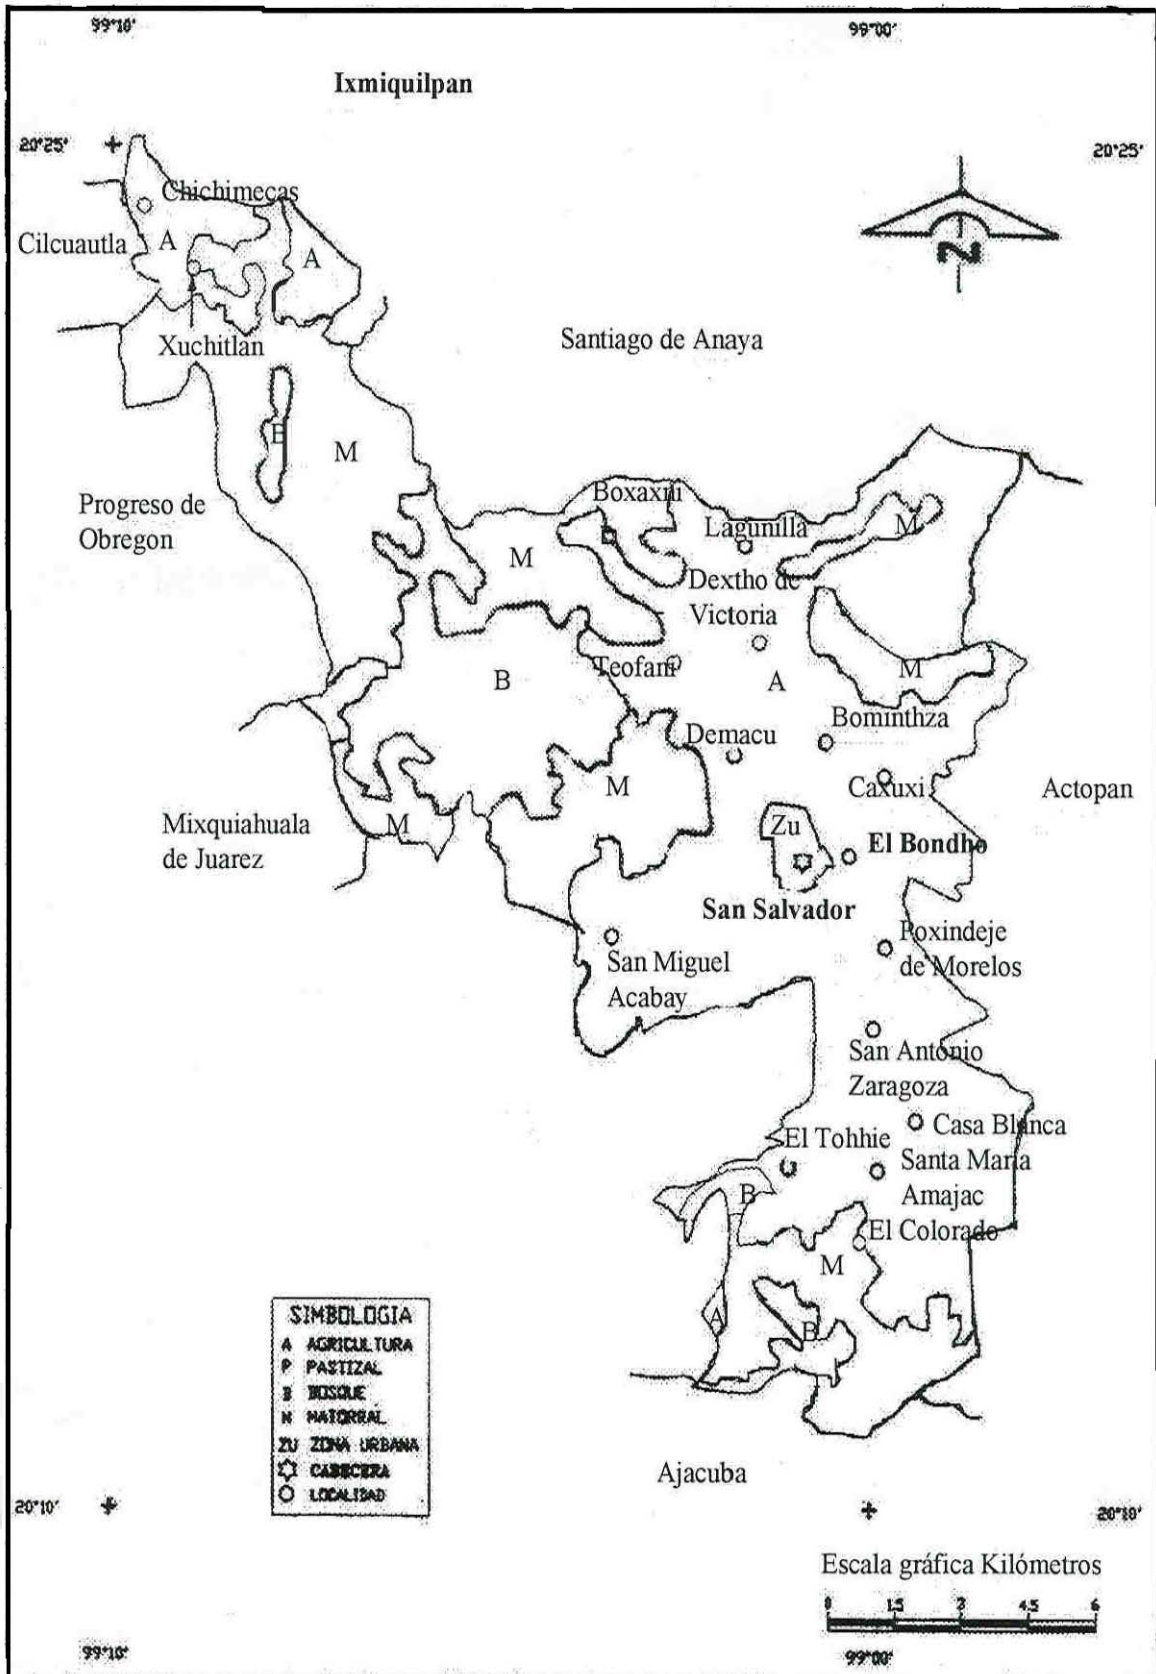 99°10'
99°00'
Ixmiquilpan
20°25'
20°25'
Chichimecas
Cilcuautla
A
A
N
Xuchitlan
Santiago de Anaya
B
M
Progreso de
Obregon
Boxaxni
Lagunilla
M
M
Dextho de
Victoria
Teofani
B
A
M
Bominthza
Demacu
Caxuxi
Actopan
M
Mixquiahuala
de Juarez
M
Zu
El Bondho
San Salvador
Poxindeje
de Morelos
San Miguel
Acabay
San Antonio
Zaragoza
Casa Blanca
El Tohhie
Santa Maria
Amajac
B
El Colorado
M
A
B
SIMBOLOGIA
A AGRICULTURA
P PASTIZAL
B BOSQUE
M MATORRAL
ZU ZONA URBANA
CABECERA
LOCALIDAD
Ajacuba
20°10'
20°10'
Escala gráfica Kilómetros
0 1.5 3 4.5 6
99°10'
99°00'